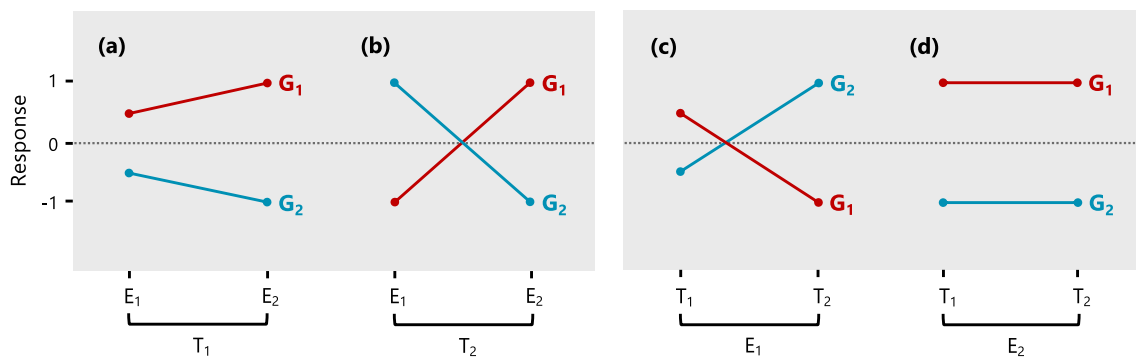 (a) (b) (c) (d)
1 G₁ G₁ G₂ G₁
Response
0
-1 G₂ G₂ G₁ G₂
E₁ E₂ E₁ E₂ T₁ T₂ T₁ T₂
T₁ T₂ E₁ E₂